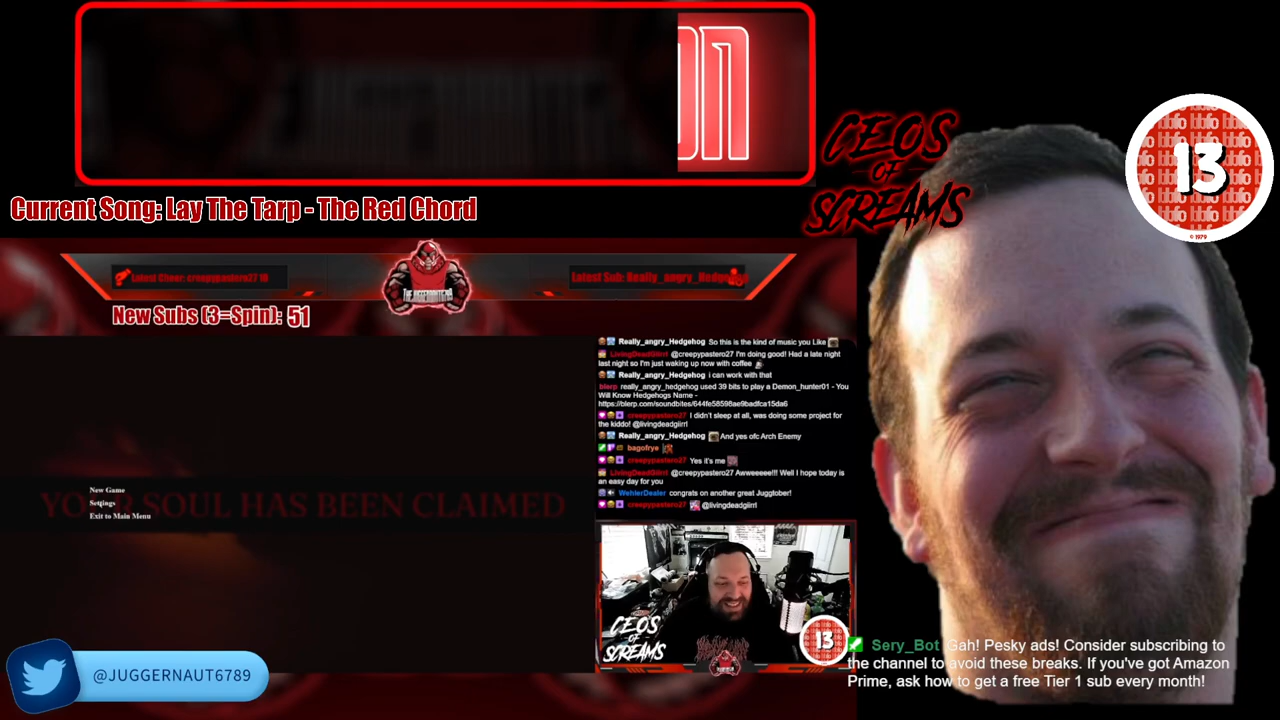 Current Song: Lay The Tarp - The Red Chord
CEOS
OF
SCREAMS
13
© 1979
Latest Cheer: creepypastero27 10
Latest Sub: Really_angry_Hedgehog
New Subs (3=Spin): 51
Really_angry_Hedgehog So this is the kind of music you Like
LivingDeadGiirrl @creepypastero27 I'm doing good! Had a late night
last night so I'm just waking up now with coffee
Really_angry_Hedgehog i can work with that
blerp really_angry_hedgehog used 39 bits to play a Demon_hunter01 - You
Will Know Hedgehogs Name -
https://blerp.com/soundbites/644fe58598ae9badfca15da6
creepypastero27 I didn't sleep at all, was doing some project for
the kiddo! @livingdeadgiirrl
Really_angry_Hedgehog And yes ofc Arch Enemy
bagofrye
creepypastero27 Yes it's me
LivingDeadGiirrl @creepypastero27 Awweeeee!!! Well I hope today is
an easy day for you
WehlerDealer congrats on another great Juggtober!
creepypastero27 @livingdeadgiirrl
New Game
Settings
Exit to Main Menu
YOUR SOUL HAS BEEN CLAIMED
CEOS
OF
SCREAMS
13
@JUGGERNAUT6789
Sery_Bot Gah! Pesky ads! Consider subscribing to
the channel to avoid these breaks. If you've got Amazon
Prime, ask how to get a free Tier 1 sub every month!